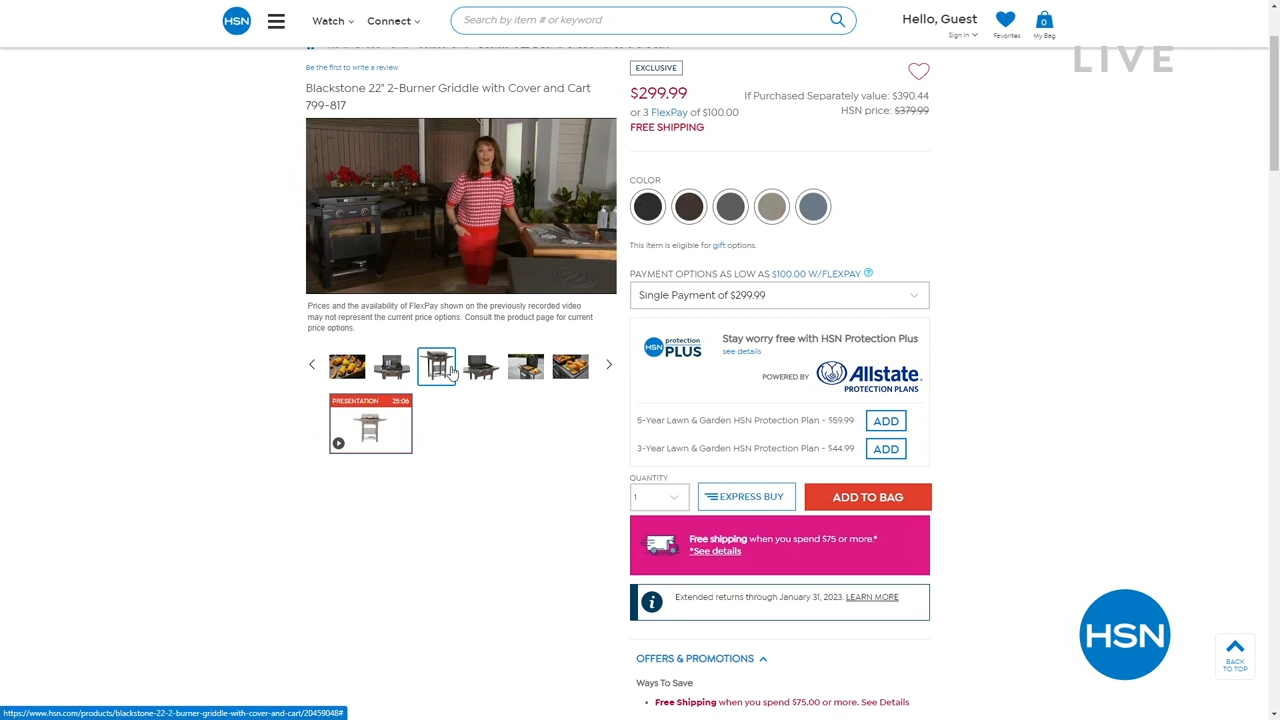 HSN
Watch
Connect
Search by item # or keyword
Hello, Guest
Sign In
Favorites
0
My Bag
LIVE
Be the first to write a review
Blackstone 22" 2-Burner Griddle with Cover and Cart
799-817
EXCLUSIVE
$299.99
If Purchased Separately value: $390.44
or 3 FlexPay of $100.00
HSN price: $379.99
FREE SHIPPING
COLOR
This item is eligible for gift options.
PAYMENT OPTIONS AS LOW AS $100.00 W/FLEXPAY ?
Single Payment of $299.99
Prices and the availability of FlexPay shown on the previously recorded video
may not represent the current price options. Consult the product page for current
price options.
HSN protection PLUS
Stay worry free with HSN Protection Plus
see details
POWERED BY Allstate
PROTECTION PLANS
PRESENTATION 25:06
5-Year Lawn & Garden HSN Protection Plan - $59.99 ADD
3-Year Lawn & Garden HSN Protection Plan - $44.99 ADD
QUANTITY
1
EXPRESS BUY
ADD TO BAG
Free shipping when you spend $75 or more.*
*See details
i
Extended returns through January 31, 2023. LEARN MORE
HSN
BACK
TO TOP
OFFERS & PROMOTIONS
Ways To Save
Free Shipping when you spend $75.00 or more. See Details
https://www.hsn.com/products/blackstone-22-2-burner-griddle-with-cover-and-cart/20459048#